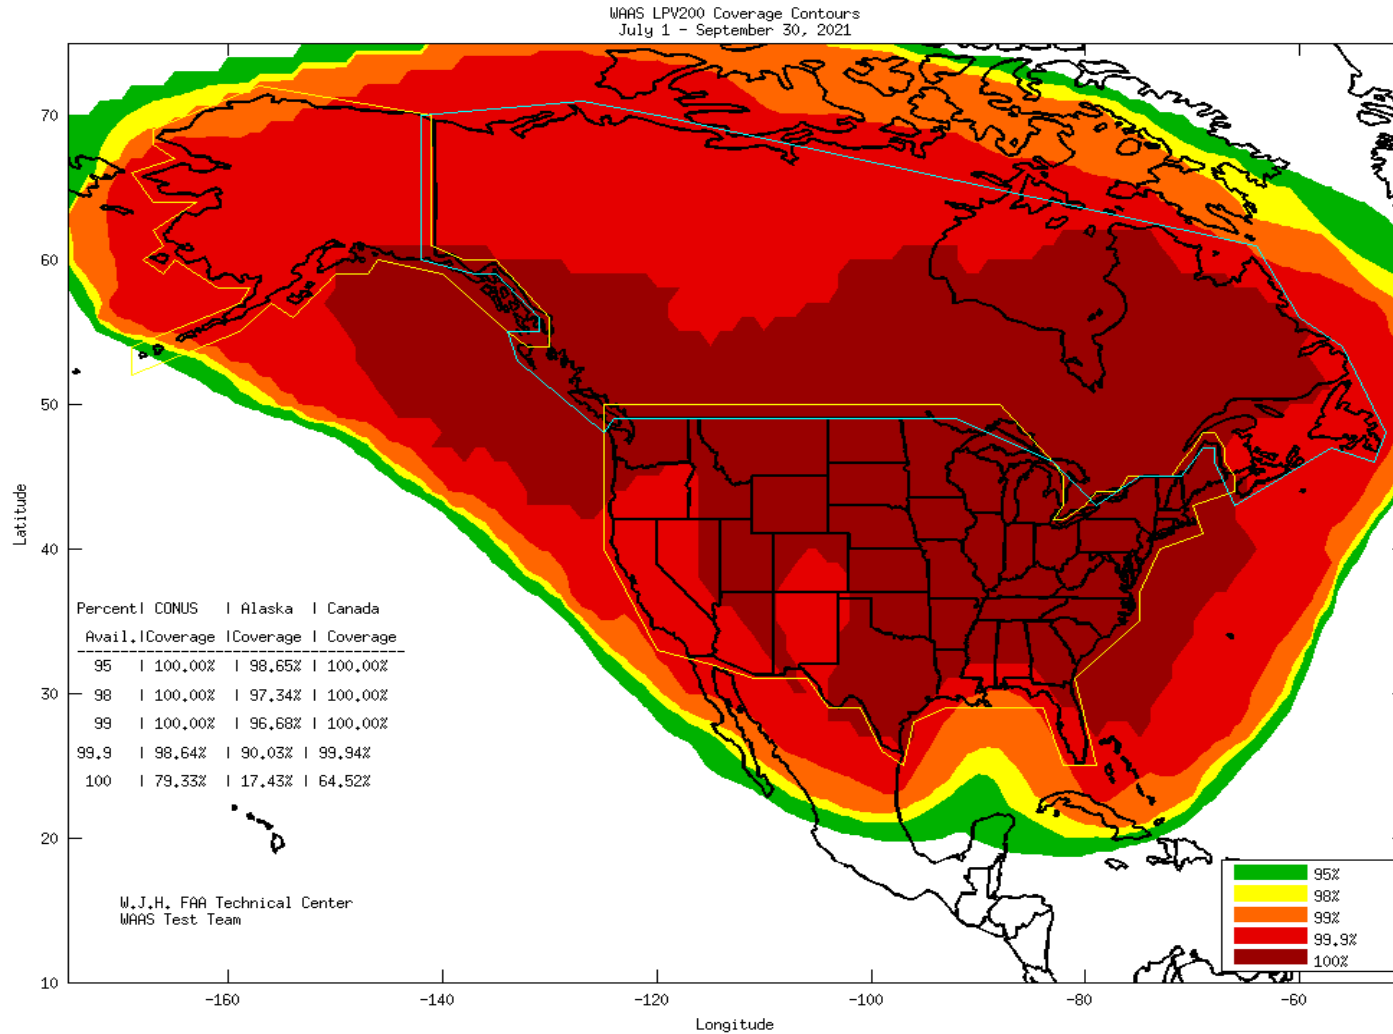 WAAS LPV200 Coverage Contours
July 1 - September 30, 2021
Latitude
70
60
50
40
30
20
10
Percent| CONUS | Alaska | Canada
Avail.|Coverage |Coverage | Coverage
--------------------------------------
95 | 100.00% | 98.65% | 100.00%
98 | 100.00% | 97.34% | 100.00%
99 | 100.00% | 96.68% | 100.00%
99.9 | 98.64% | 90.03% | 99.94%
100 | 79.33% | 17.43% | 64.52%
W.J.H. FAA Technical Center
WAAS Test Team
95%
98%
99%
99.9%
100%
-160 -140 -120 -100 -80 -60
Longitude